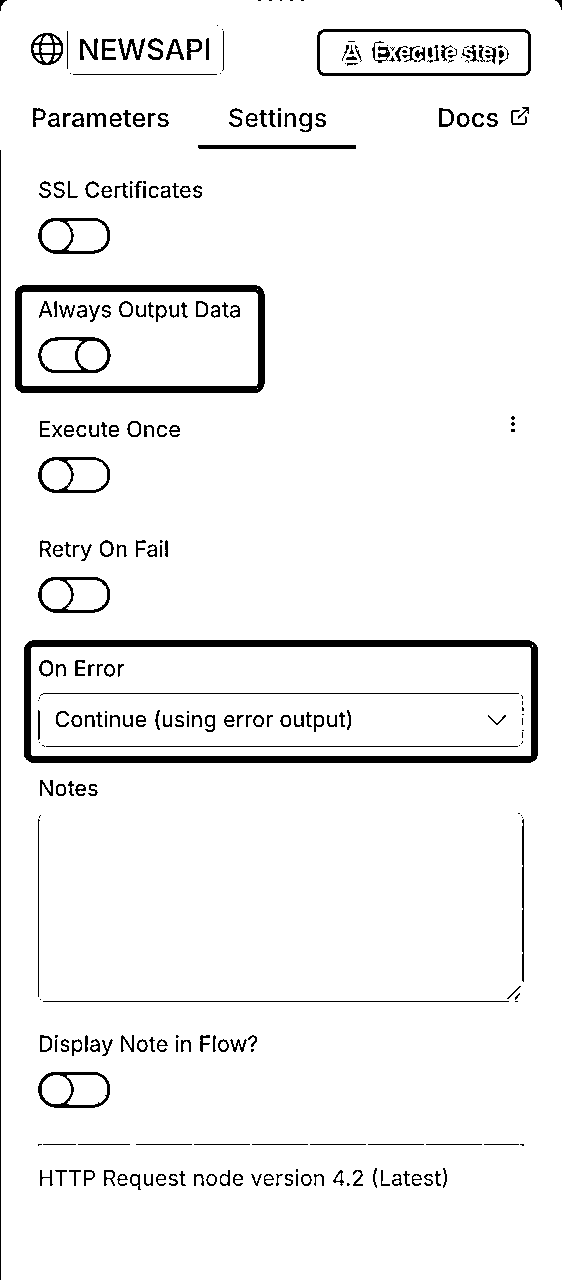 NEWSAPI
Execute step
Parameters
Settings
Docs
SSL Certificates
Always Output Data
Execute Once
Retry On Fail
On Error
Continue (using error output)
Notes
Display Note in Flow?
HTTP Request node version 4.2 (Latest)